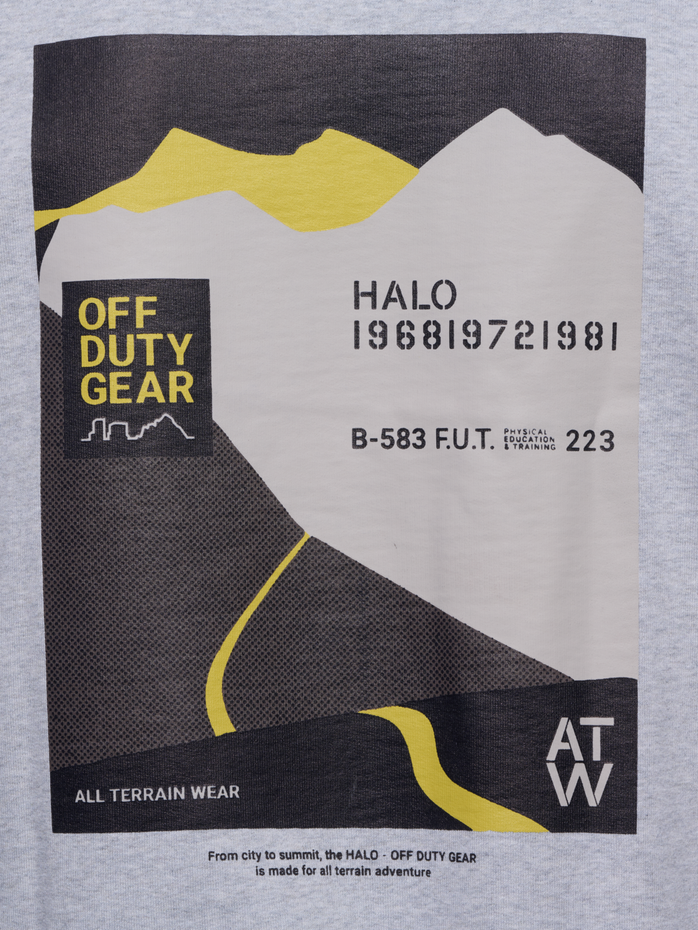 OFF
DUTY
GEAR
HALO
196819721981
B-583 F.U.T. PHYSICAL EDUCATION & TRAINING 223
ATW
ALL TERRAIN WEAR
From city to summit, the HALO - OFF DUTY GEAR
is made for all terrain adventure